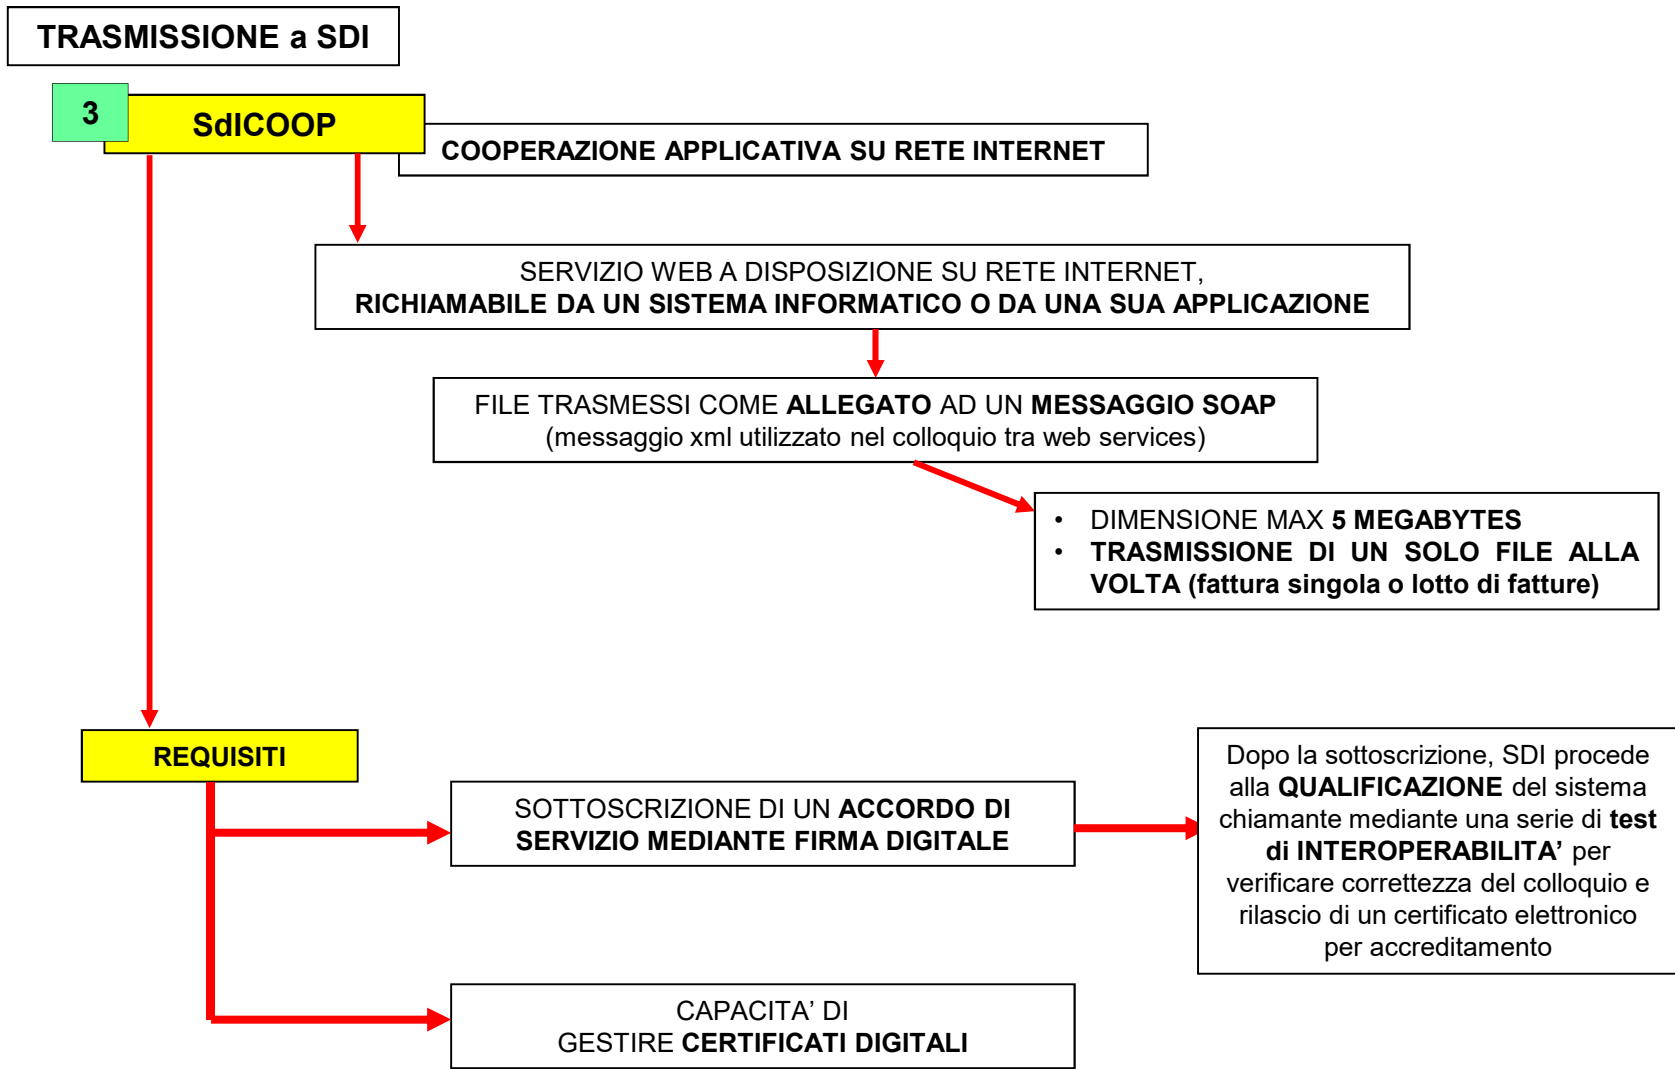 TRASMISSIONE a SDI
3
SdICOOP
COOPERAZIONE APPLICATIVA SU RETE INTERNET
SERVIZIO WEB A DISPOSIZIONE SU RETE INTERNET,
RICHIAMABILE DA UN SISTEMA INFORMATICO O DA UNA SUA APPLICAZIONE
FILE TRASMESSI COME ALLEGATO AD UN MESSAGGIO SOAP
(messaggio xml utilizzato nel colloquio tra web services)
• DIMENSIONE MAX 5 MEGABYTES
• TRASMISSIONE DI UN SOLO FILE ALLA
VOLTA (fattura singola o lotto di fatture)
REQUISITI
SOTTOSCRIZIONE DI UN ACCORDO DI
SERVIZIO MEDIANTE FIRMA DIGITALE
Dopo la sottoscrizione, SDI procede
alla QUALIFICAZIONE del sistema
chiamante mediante una serie di test
di INTEROPERABILITA’ per
verificare correttezza del colloquio e
rilascio di un certificato elettronico
per accreditamento
CAPACITA’ DI
GESTIRE CERTIFICATI DIGITALI